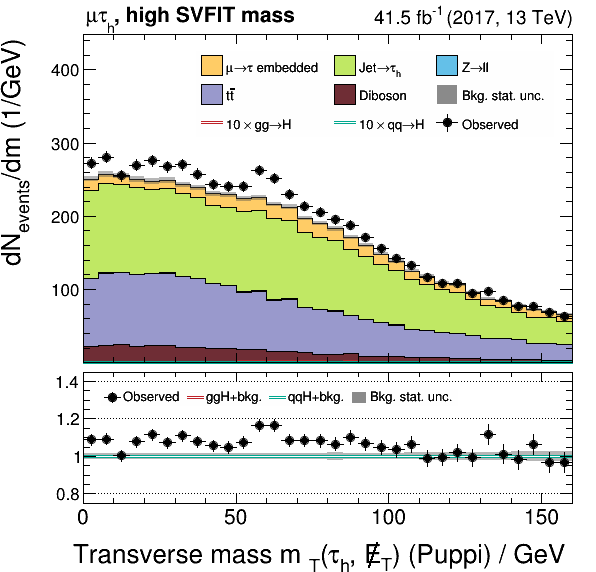 μτh, high SVFIT mass 41.5 fb⁻¹ (2017, 13 TeV)
dNevents/dm (1/GeV)
400
300
200
100
μ→τ embedded Jet→τh Z→ll
tt̄ Diboson Bkg. stat. unc.
10 × gg→H 10 × qq→H Observed
1.4
1.2
1
0.8
Observed ggH+bkg. qqH+bkg. Bkg. stat. unc.
0 50 100 150
Transverse mass m T(τh, E̸T) (Puppi) / GeV